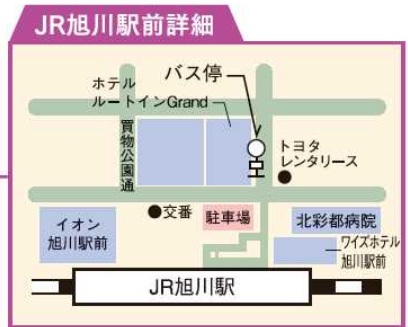 JR旭川駅前詳細
バス停
ホテル
ルートインGrand
買物公園通
トヨタ
レンタリース
交番
駐車場
北彩都病院
イオン
旭川駅前
ワイズホテル
旭川駅前
JR旭川駅